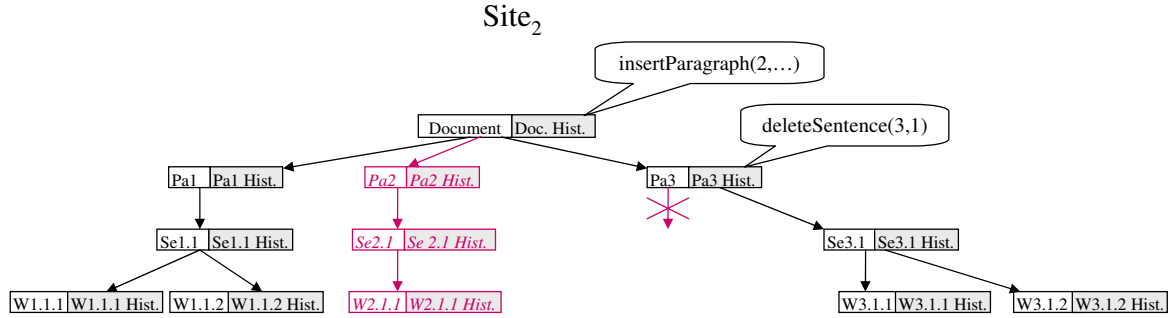 Site2
insertParagraph(2,…)
Document Doc. Hist.
deleteSentence(3,1)
Pa1 Pa1 Hist. Pa2 Pa2 Hist. Pa3 Pa3 Hist.
Se1.1 Se1.1 Hist. Se2.1 Se 2.1 Hist. Se3.1 Se3.1 Hist.
W1.1.1 W1.1.1 Hist. W1.1.2 W1.1.2 Hist. W2.1.1 W2.1.1 Hist. W3.1.1 W3.1.1 Hist. W3.1.2 W3.1.2 Hist.